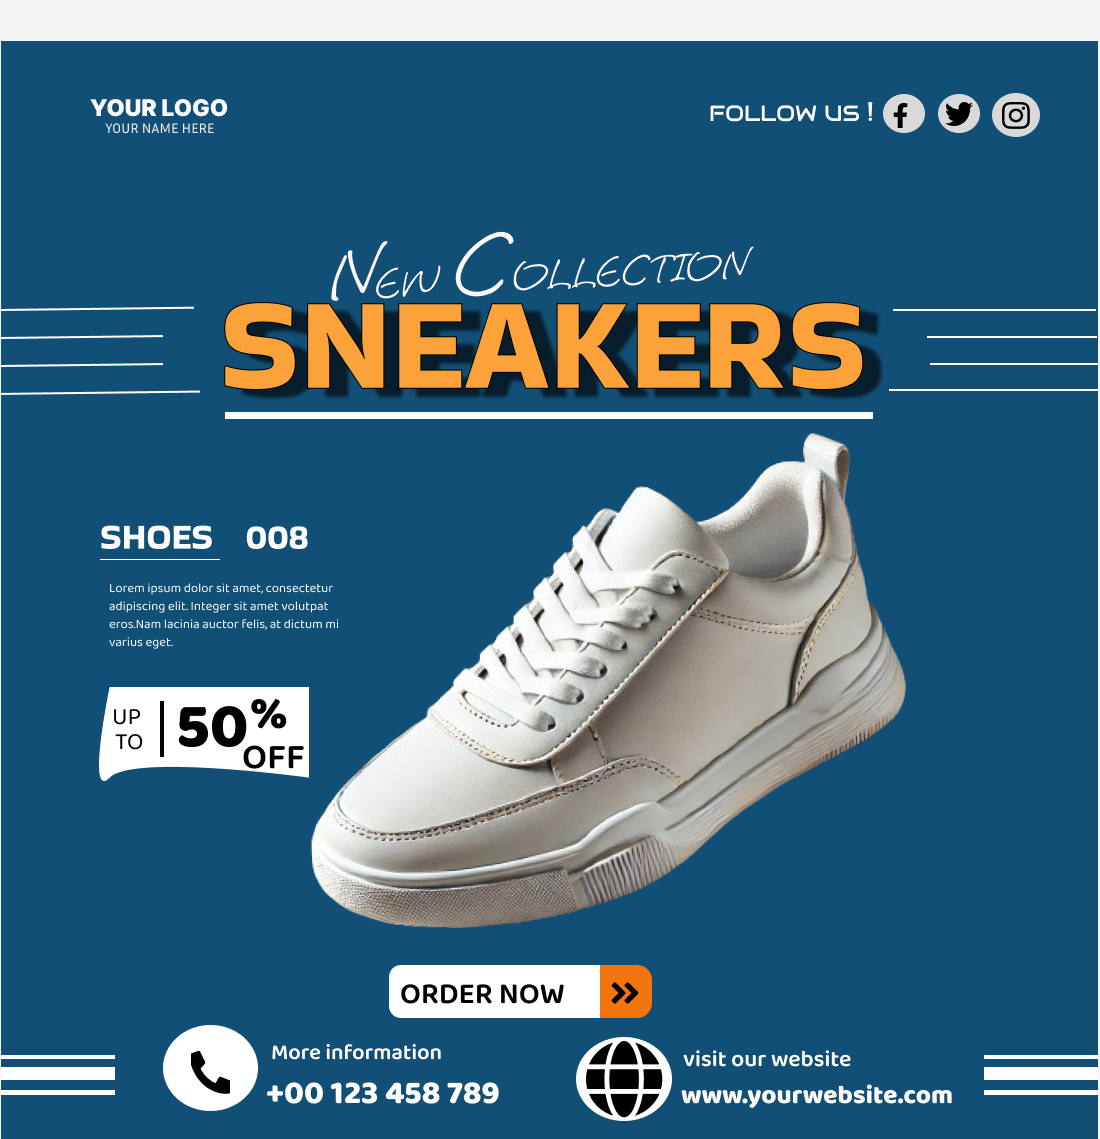 YOUR LOGO
YOUR NAME HERE
FOLLOW US !
NEW COLLECTION
SNEAKERS
SHOES 008
Lorem ipsum dolor sit amet, consectetur
adipiscing elit. Integer sit amet volutpat
eros.Nam lacinia auctor felis, at dictum mi
varius eget.
UP
TO
50%
OFF
ORDER NOW
More information
+00 123 458 789
visit our website
www.yourwebsite.com